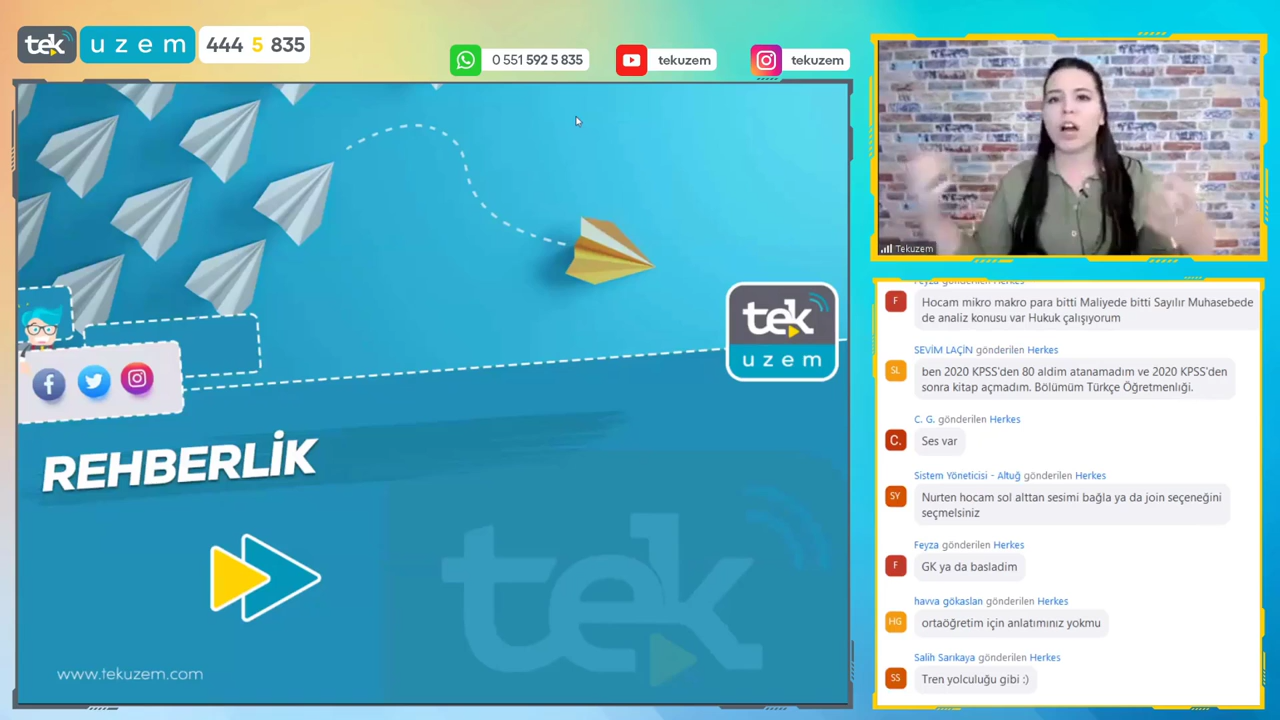 tek uzem 444 5 835
0 551 592 5 835
tekuzem
tekuzem
tek
uzem
REHBERLİK
tek
www.tekuzem.com
Tekuzem
Feyza gönderilen Herkes
F
Hocam mikro makro para bitti Maliyede bitti Sayılır Muhasebede
de analiz konusu var Hukuk çalışıyorum
SEVİM LAÇİN gönderilen Herkes
SL
ben 2020 KPSS'den 80 aldim atanamadım ve 2020 KPSS'den
sonra kitap açmadım. Bölümüm Türkçe Öğretmenliği.
C. G. gönderilen Herkes
C.
Ses var
Sistem Yöneticisi - Altuğ gönderilen Herkes
SY
Nurten hocam sol alttan sesimi bağla ya da join seçeneğini
seçmelsiniz
Feyza gönderilen Herkes
F
GK ya da basladim
havva gökaslan gönderilen Herkes
HG
ortaöğretim için anlatımınız yokmu
Salih Sarıkaya gönderilen Herkes
SS
Tren yolculuğu gibi :)